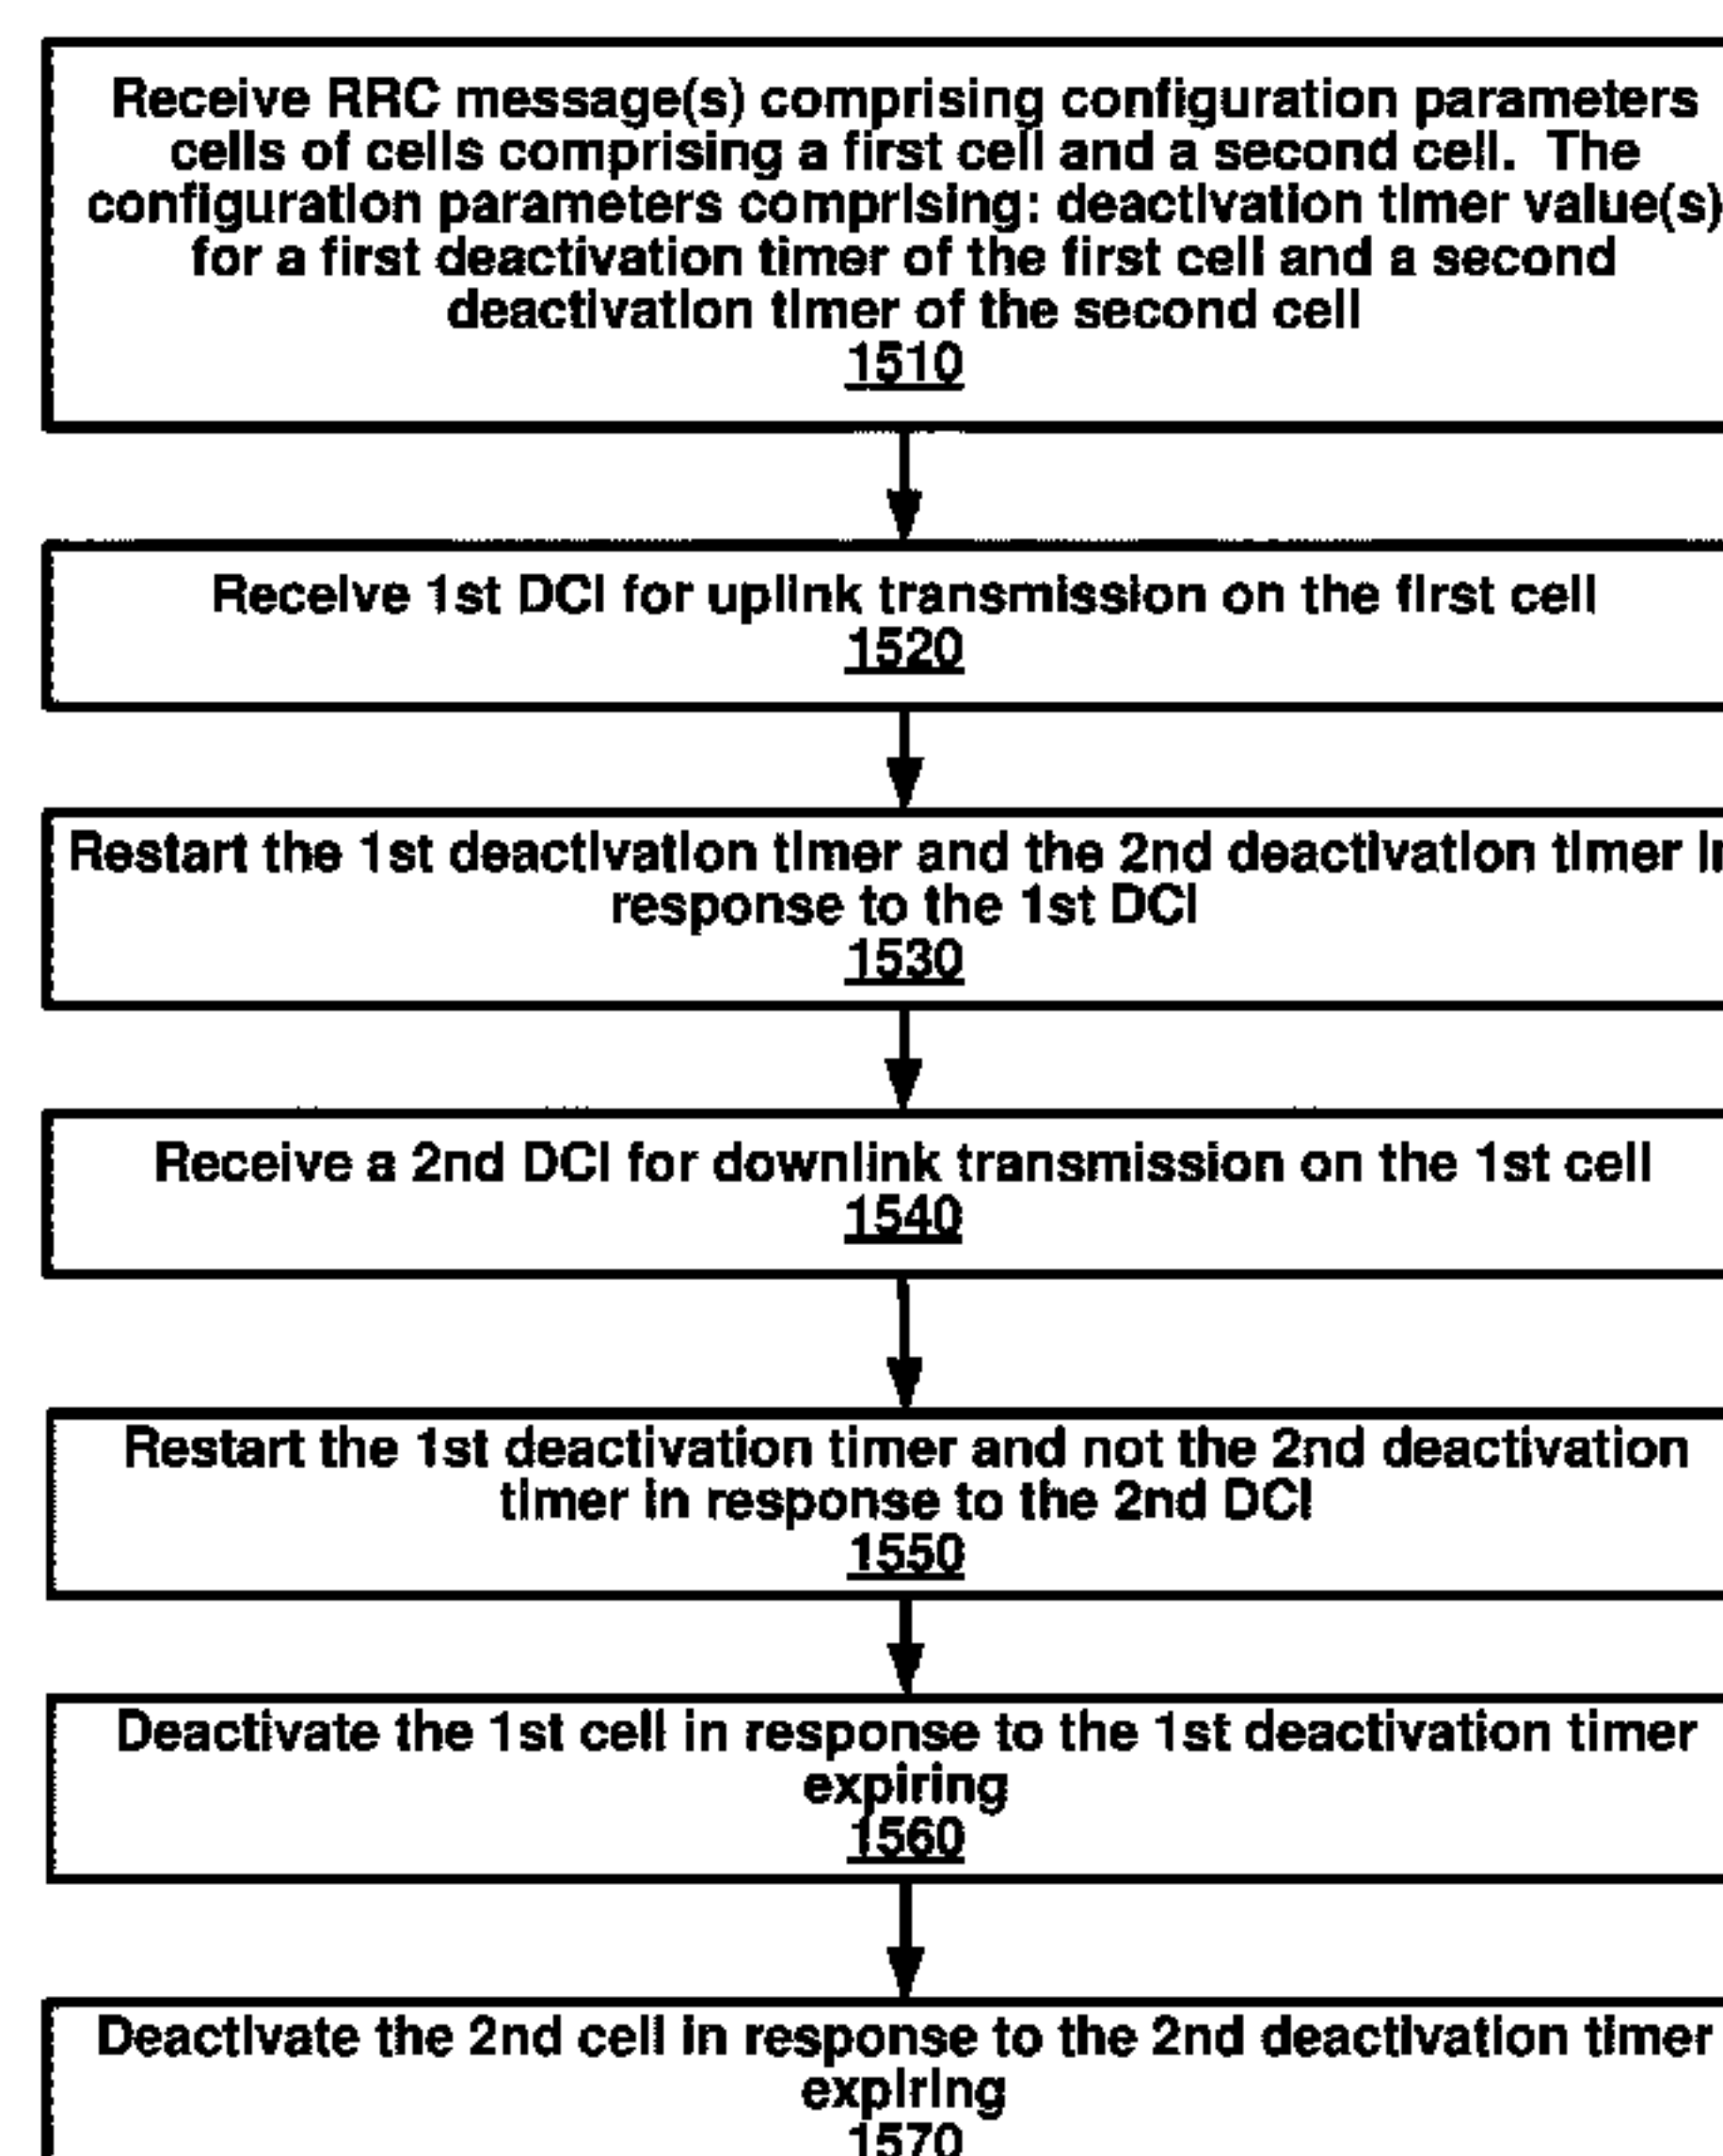 Receive RRC message(s) comprising configuration parameters
cells of cells comprising a first cell and a second cell. The
configuration parameters comprising: deactivation timer value(s)
for a first deactivation timer of the first cell and a second
deactivation timer of the second cell
1510
Receive 1st DCI for uplink transmission on the first cell
1520
Restart the 1st deactivation timer and the 2nd deactivation timer in
response to the 1st DCI
1530
Receive a 2nd DCI for downlink transmission on the 1st cell
1540
Restart the 1st deactivation timer and not the 2nd deactivation
timer in response to the 2nd DCI
1550
Deactivate the 1st cell in response to the 1st deactivation timer
expiring
1560
Deactivate the 2nd cell in response to the 2nd deactivation timer
expiring
1570